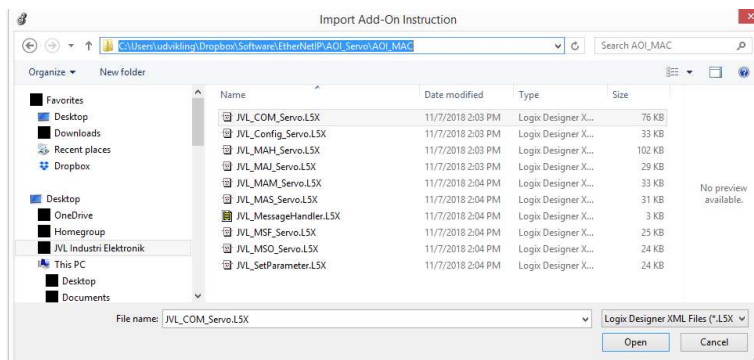 Import Add-On Instruction
C:\Users\udvikling\Dropbox\Software\EtherNetIP\AOI_Servo\AOI_MAC
Search AOI_MAC
Organize New folder
Name Date modified Type Size
Favorites
Desktop
Downloads
Recent places
Dropbox
Desktop
OneDrive
Homegroup
JVL Industri Elektronik
This PC
Desktop
Documents
JVL_COM_Servo.L5X 11/7/2018 2:03 PM Logix Designer X... 76 KB
JVL_Config_Servo.L5X 11/7/2018 2:03 PM Logix Designer X... 33 KB
JVL_MAH_Servo.L5X 11/7/2018 2:03 PM Logix Designer X... 102 KB
JVL_MAJ_Servo.L5X 11/7/2018 2:03 PM Logix Designer X... 29 KB
JVL_MAM_Servo.L5X 11/7/2018 2:04 PM Logix Designer X... 33 KB
JVL_MAS_Servo.L5X 11/7/2018 2:04 PM Logix Designer X... 31 KB
JVL_MessageHandler.L5X 11/7/2018 2:04 PM Logix Designer X... 3 KB
JVL_MSF_Servo.L5X 11/7/2018 2:04 PM Logix Designer X... 25 KB
JVL_MSO_Servo.L5X 11/7/2018 2:04 PM Logix Designer X... 24 KB
JVL_SetParameter.L5X 11/7/2018 2:04 PM Logix Designer X... 24 KB
No preview
available.
File name: JVL_COM_Servo.L5X Logix Designer XML Files (*.L5X
Open Cancel